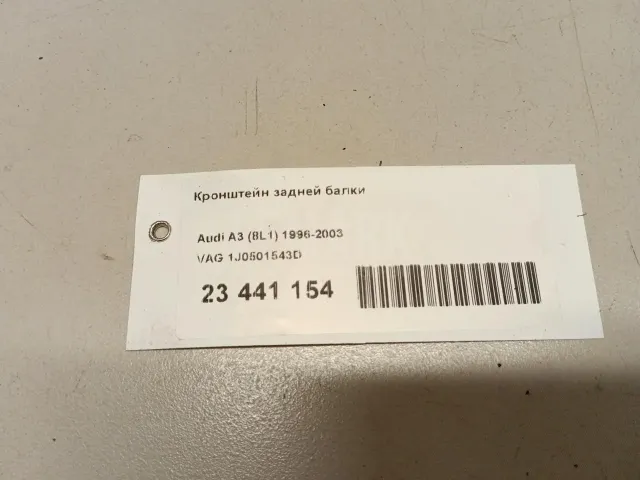 Кронштейн задней балки
Audi A3 (8L1) 1996-2003
VAG 1J0501543D
23 441 154